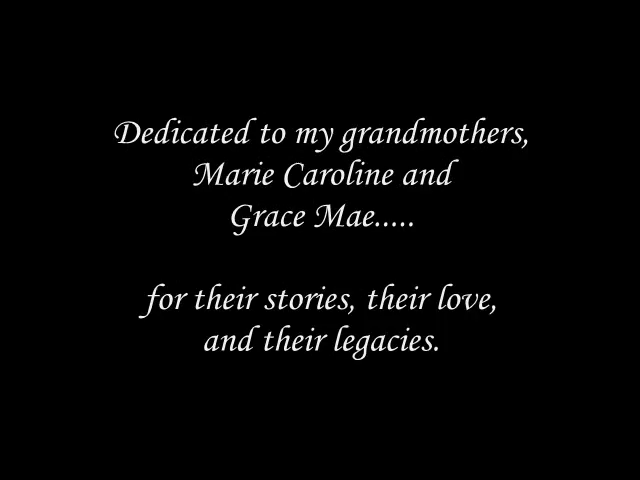 Dedicated to my grandmothers,
Marie Caroline and
Grace Mae.....
for their stories, their love,
and their legacies.